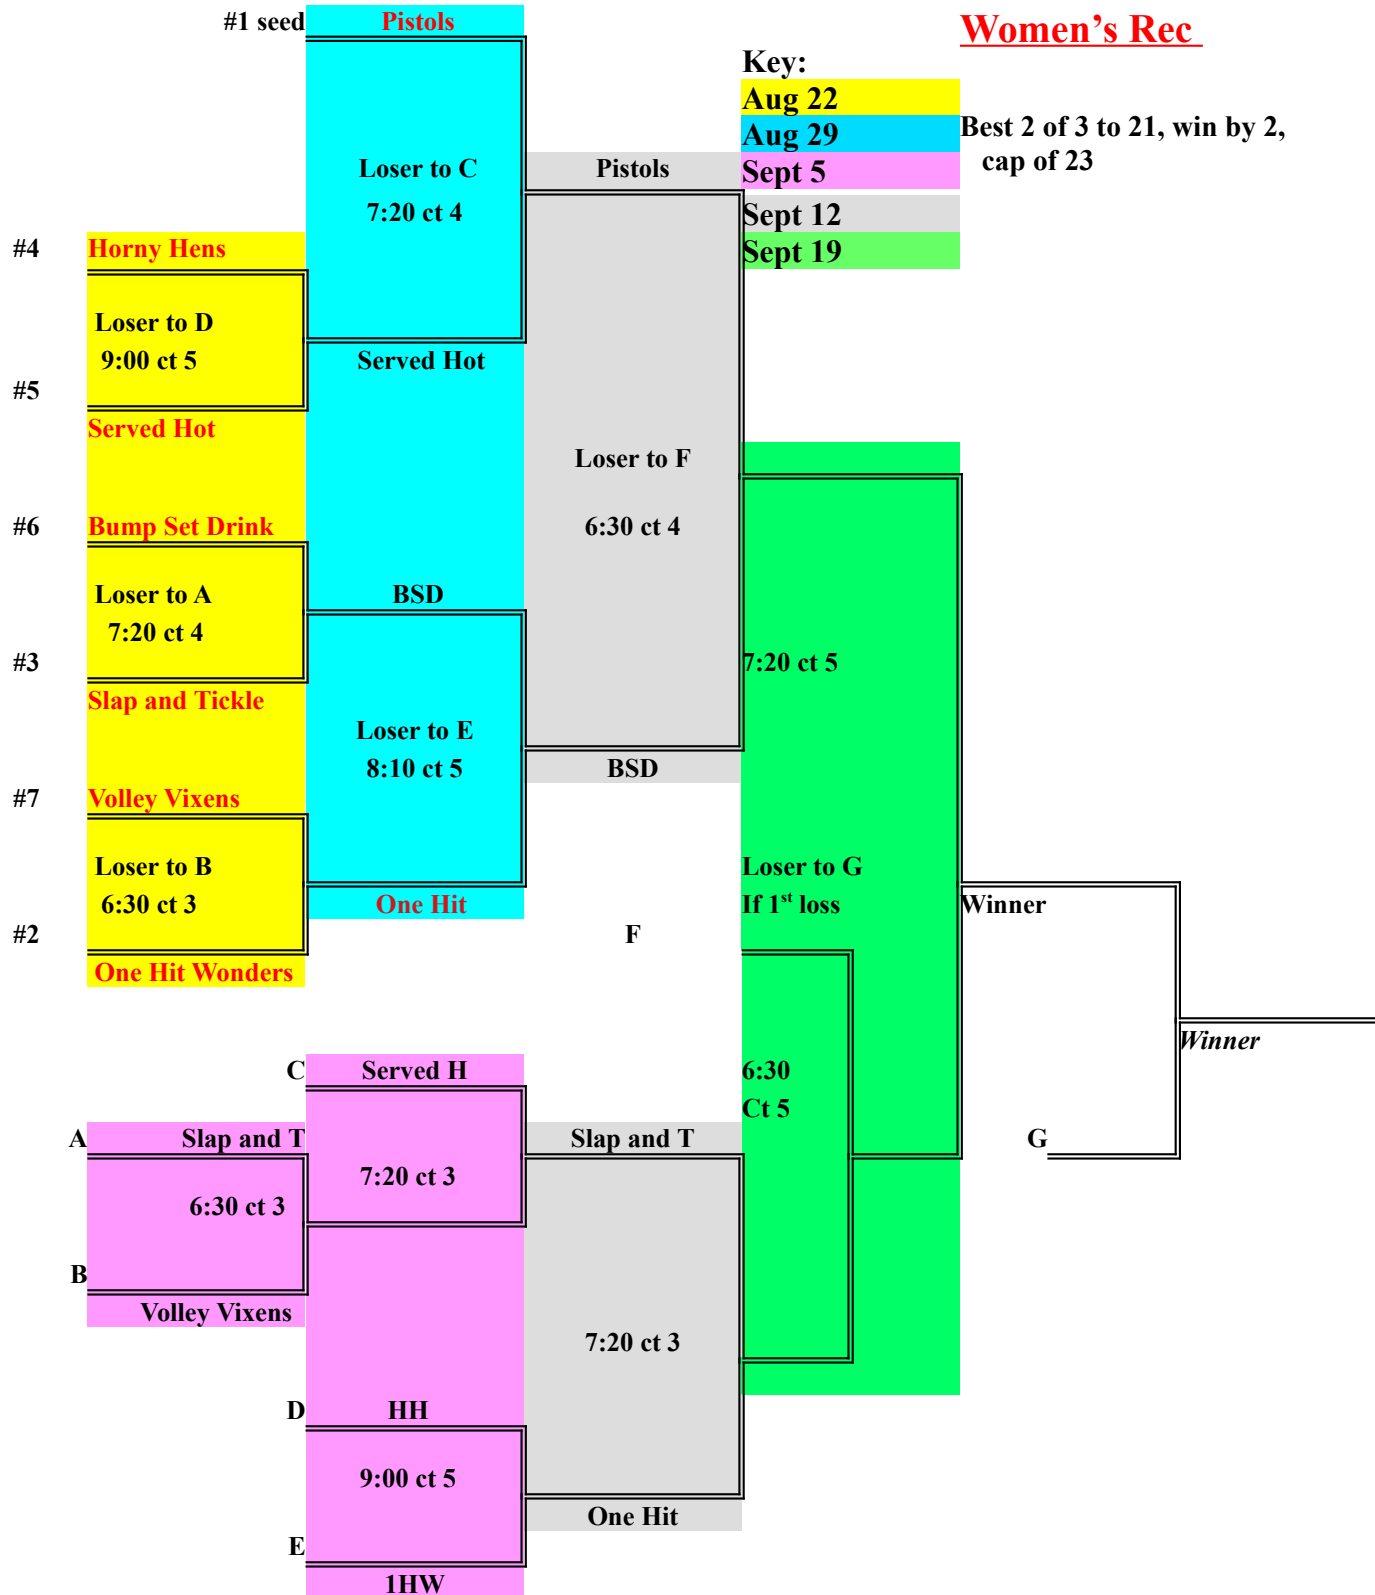 #1 seed
Pistols
Women's Rec
Key:
Aug 22
Aug 29
Best 2 of 3 to 21, win by 2,
cap of 23
Loser to C
Pistols
Sept 5
7:20 ct 4
Sept 12
#4
Horny Hens
Sept 19
Loser to D
9:00 ct 5
Served Hot
#5
Served Hot
Loser to F
#6
Bump Set Drink
6:30 ct 4
Loser to A
BSD
7:20 ct 4
#3
7:20 ct 5
Slap and Tickle
Loser to E
8:10 ct 5
BSD
#7
Volley Vixens
Loser to B
Loser to G
6:30 ct 3
One Hit
If 1st loss
Winner
#2
F
One Hit Wonders
Winner
C
Served H
6:30
Ct 5
A
Slap and T
Slap and T
G
7:20 ct 3
6:30 ct 3
B
Volley Vixens
7:20 ct 3
D
HH
9:00 ct 5
One Hit
E
1HW